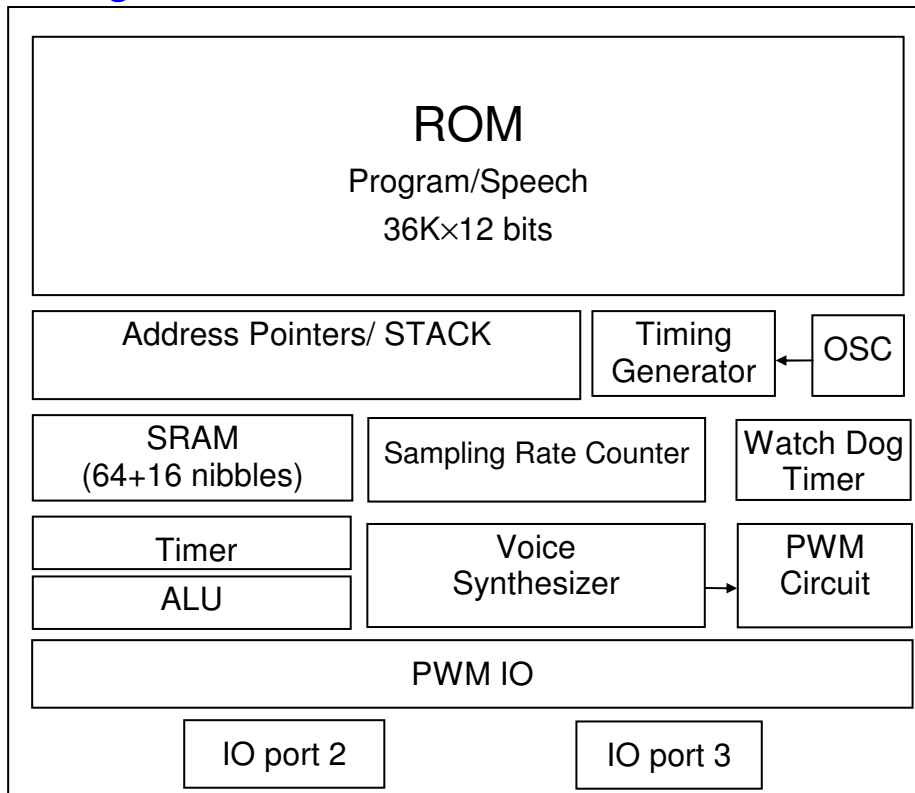 ROM
Program/Speech
36K×12 bits
Address Pointers/ STACK
Timing
Generator
OSC
SRAM
(64+16 nibbles)
Sampling Rate Counter
Watch Dog
Timer
Timer
ALU
Voice
Synthesizer
PWM
Circuit
PWM IO
IO port 2
IO port 3